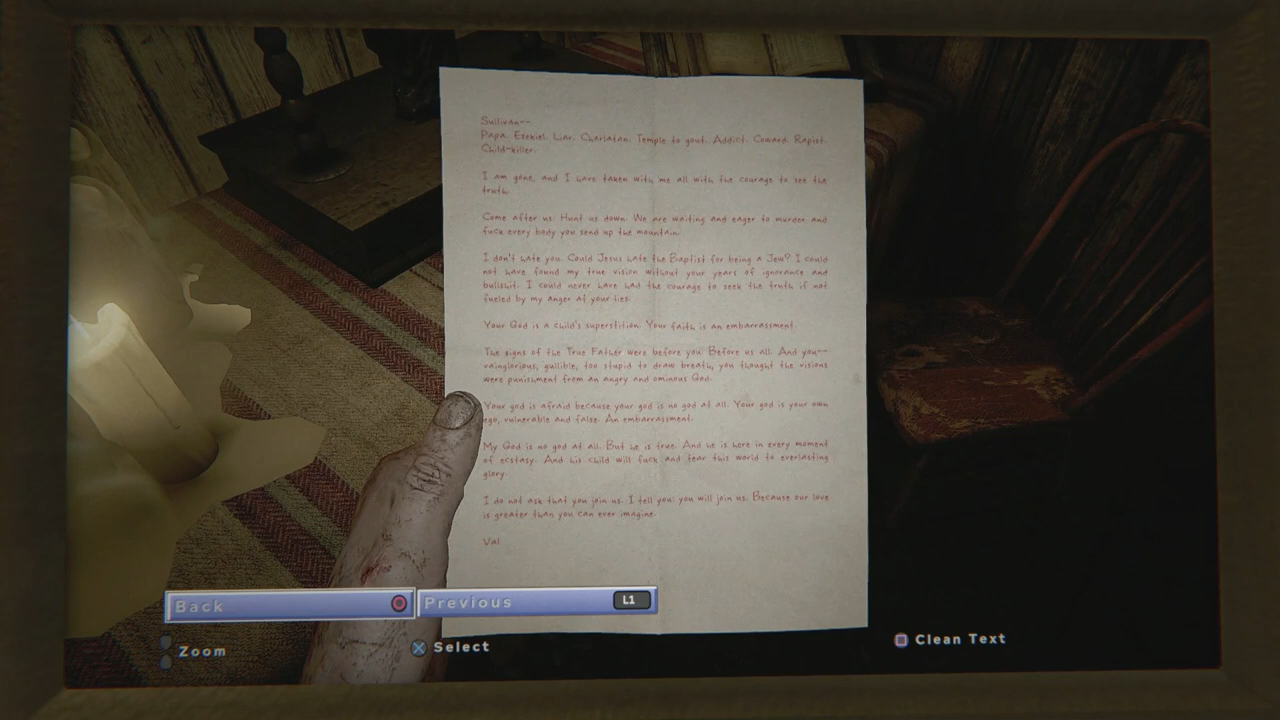 Sullivan--
Papa. Ezekiel. Liar. Charlatan. Temple to gout. Addict. Coward. Rapist.
Child-killer.
I am gone, and I have taken with me all with the courage to see the
truth.
Come after us. Hunt us down. We are waiting and eager to murder and
fuck every body you send up the mountain.
I don't hate you. Could Jesus hate the Baptist for being a Jew? I could
not have found my true vision without your years of ignorance and
bullshit. I could never have had the courage to seek the truth if not
fueled by my anger at your lies.
Your God is a child's superstition. Your faith is an embarrassment.
The signs of the True Father were before you. Before us all. And you--
vainglorious, gullible, too stupid to draw breath, you thought the visions
were punishment from an angry and ominous God.
Your god is afraid because your god is no god at all. Your god is your own
ego, vulnerable and false. An embarrassment.
My God is no god at all. But he is true. And he is here in every moment
of ecstasy. And his child will fuck and tear this world to everlasting
glory.
I do not ask that you join us. I tell you: you will join us. Because our love
is greater than you can ever imagine.
Val
Back
Previous L1
Zoom
Select
Clean Text